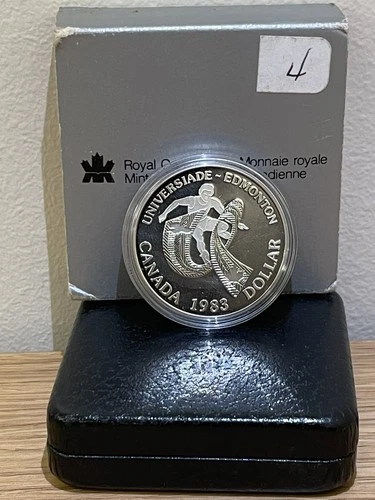 4
Royal Monnaie royale
Mint dienne
UNIVERSIADE ~ EDMONTON
CANADA 1983 DOLLAR